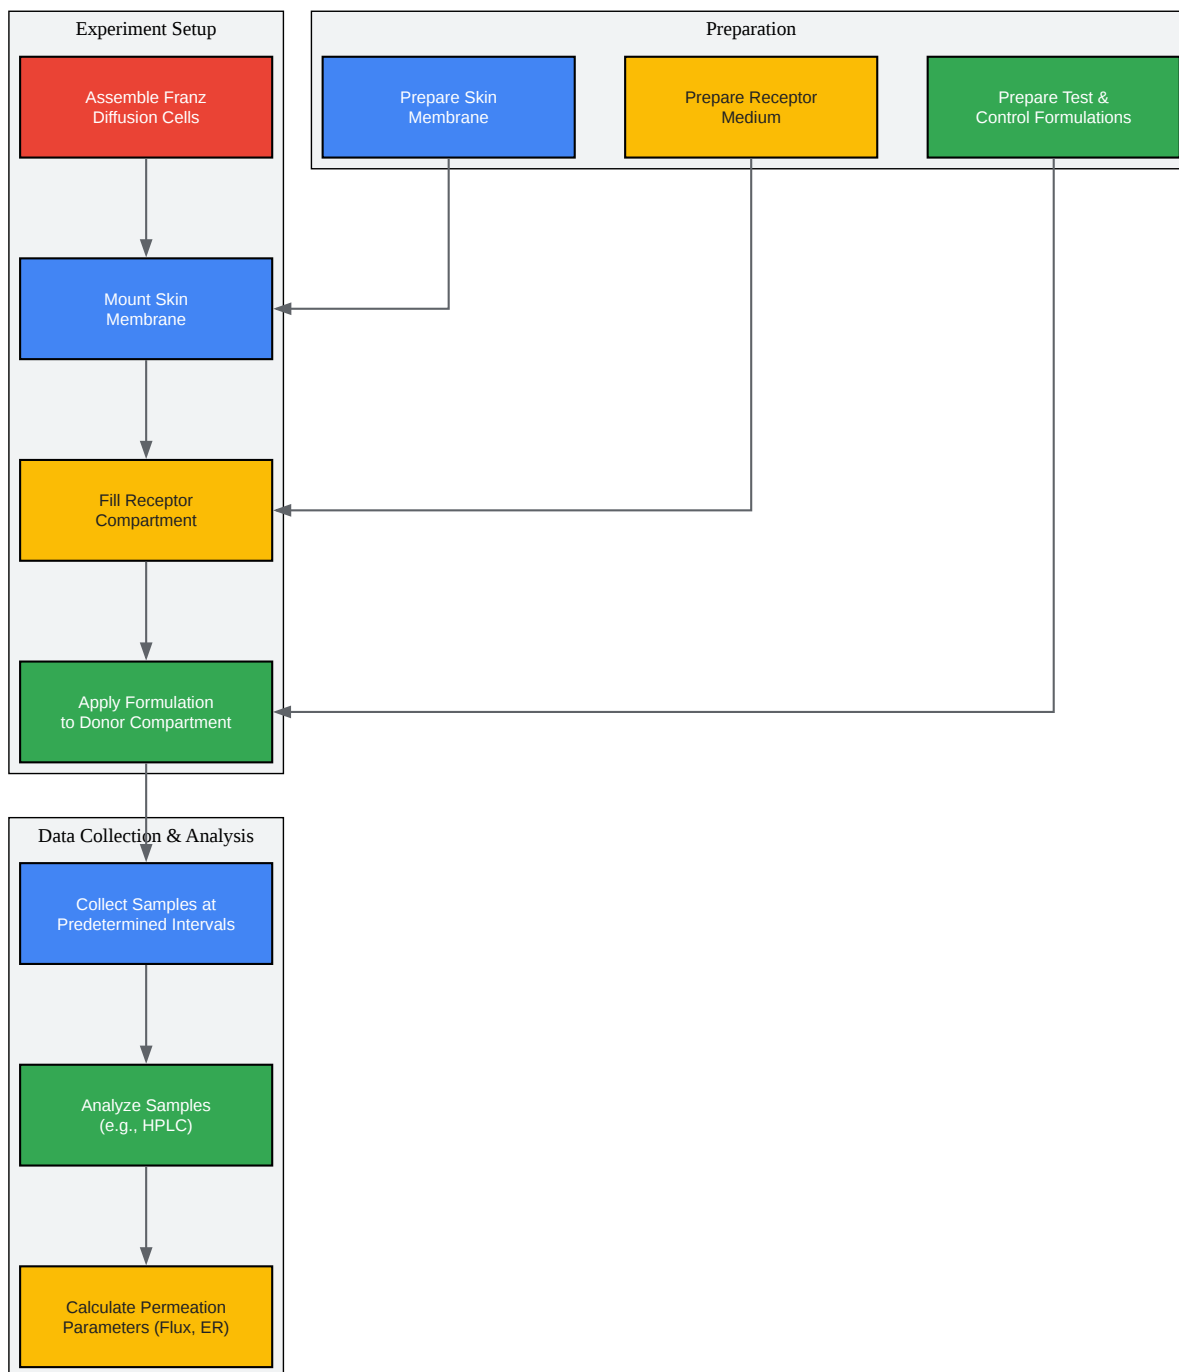 Experiment Setup
Assemble Franz
Diffusion Cells
Mount Skin
Membrane
Fill Receptor
Compartment
Apply Formulation
to Donor Compartment
Preparation
Prepare Skin
Membrane
Prepare Receptor
Medium
Prepare Test &
Control Formulations
Data Collection & Analysis
Collect Samples at
Predetermined Intervals
Analyze Samples
(e.g., HPLC)
Calculate Permeation
Parameters (Flux, ER)